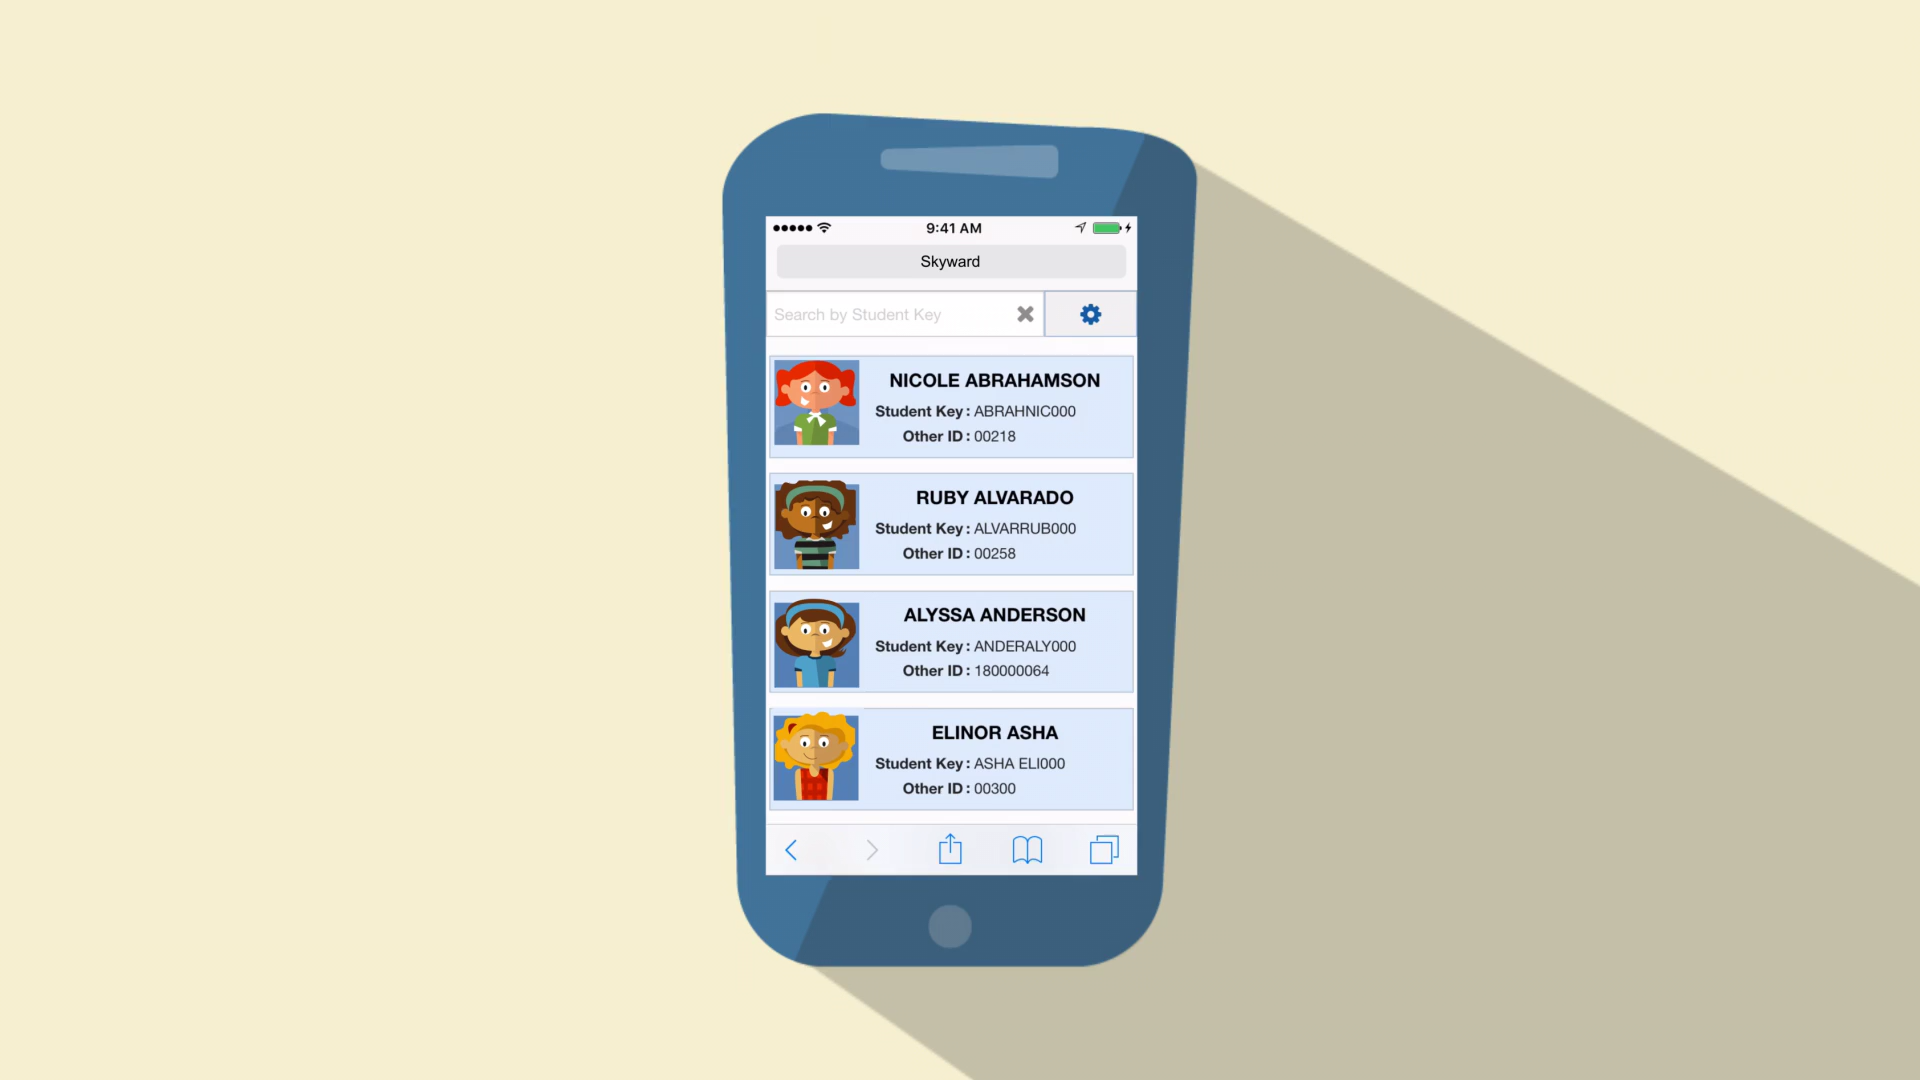 9:41 AM
Skyward
Search by Student Key
NICOLE ABRAHAMSON
Student Key : ABRAHNIC000
Other ID : 00218
RUBY ALVARADO
Student Key : ALVARRUB000
Other ID : 00258
ALYSSA ANDERSON
Student Key : ANDERALY000
Other ID : 180000064
ELINOR ASHA
Student Key : ASHA ELI000
Other ID : 00300